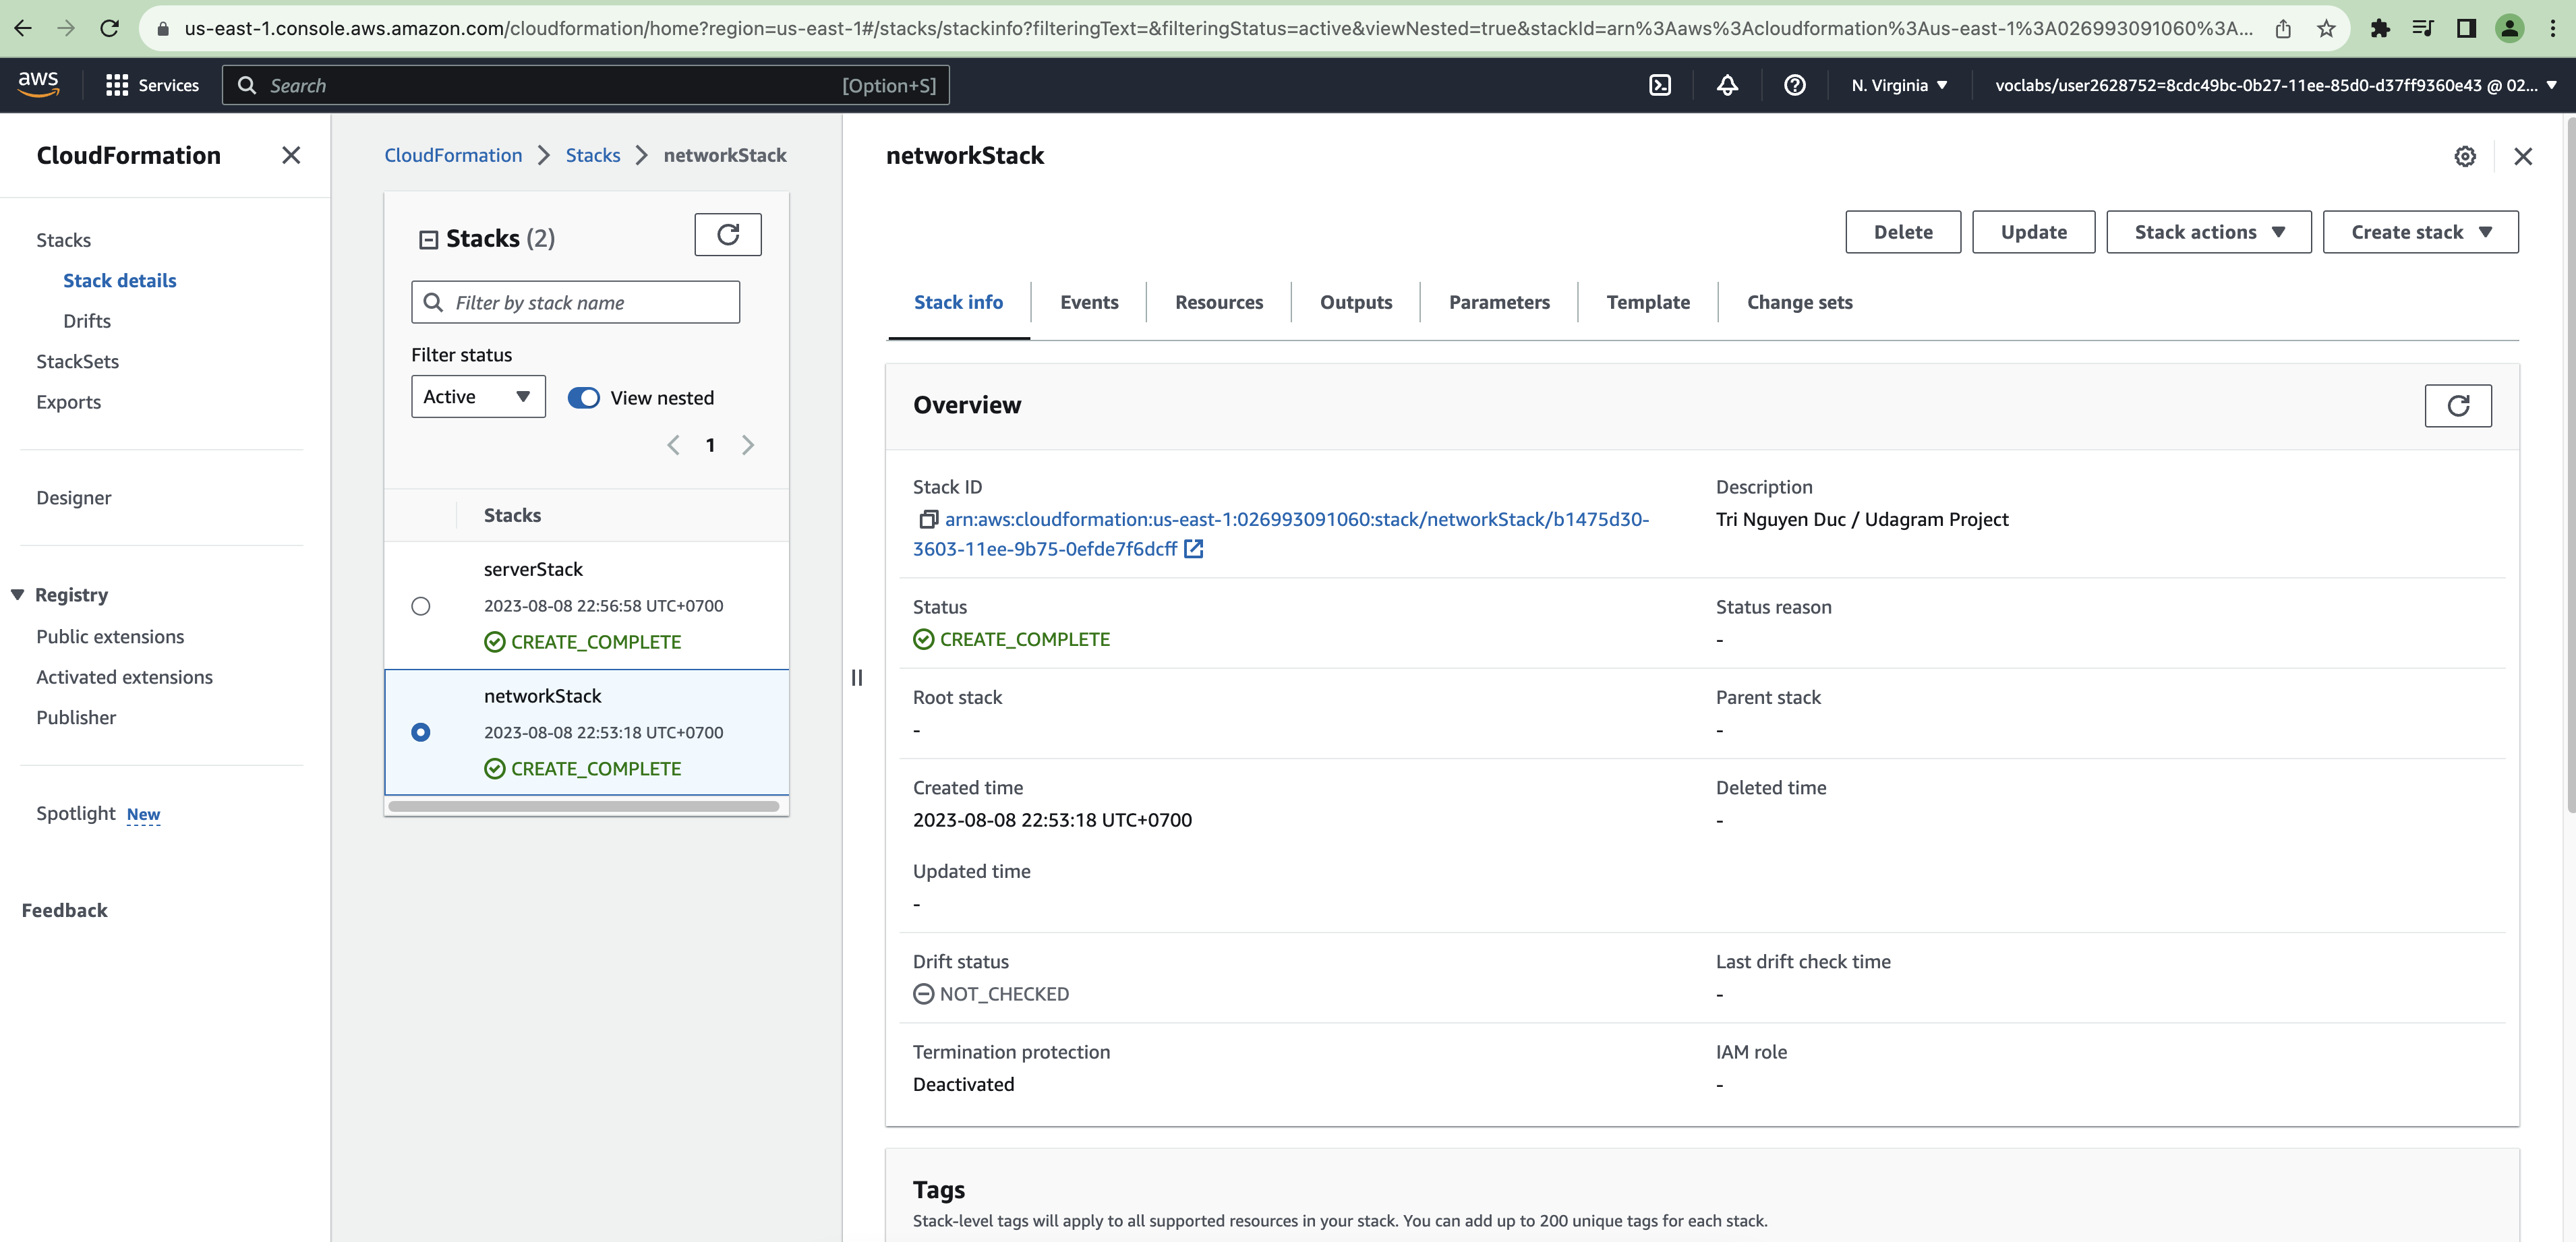 us-east-1.console.aws.amazon.com/cloudformation/home?region=us-east-1#/stacks/stackinfo?filteringText=&filteringStatus=active&viewNested=true&stackId=arn%3Aaws%3Acloudformation%3Aus-east-1%3A026993091060%3A...
aws
Services
Search
[Option+S]
N. Virginia
voclabs/user2628752=8cdc49bc-0b27-11ee-85d0-d37ff9360e43 @ 02...
CloudFormation
Stacks
Stack details
Drifts
StackSets
Exports
Designer
Registry
Public extensions
Activated extensions
Publisher
Spotlight New
Feedback
CloudFormation > Stacks > networkStack
Stacks (2)
Filter by stack name
Filter status
Active
View nested
1
Stacks
serverStack
2023-08-08 22:56:58 UTC+0700
CREATE_COMPLETE
networkStack
2023-08-08 22:53:18 UTC+0700
CREATE_COMPLETE
networkStack
Delete
Update
Stack actions
Create stack
Stack info
Events
Resources
Outputs
Parameters
Template
Change sets
Overview
Stack ID
arn:aws:cloudformation:us-east-1:026993091060:stack/networkStack/b1475d30-
3603-11ee-9b75-0efde7f6dcff
Description
Tri Nguyen Duc / Udagram Project
Status
CREATE_COMPLETE
Status reason
-
Root stack
-
Parent stack
-
Created time
2023-08-08 22:53:18 UTC+0700
Deleted time
-
Updated time
-
Drift status
NOT_CHECKED
Last drift check time
-
Termination protection
Deactivated
IAM role
-
Tags
Stack-level tags will apply to all supported resources in your stack. You can add up to 200 unique tags for each stack.